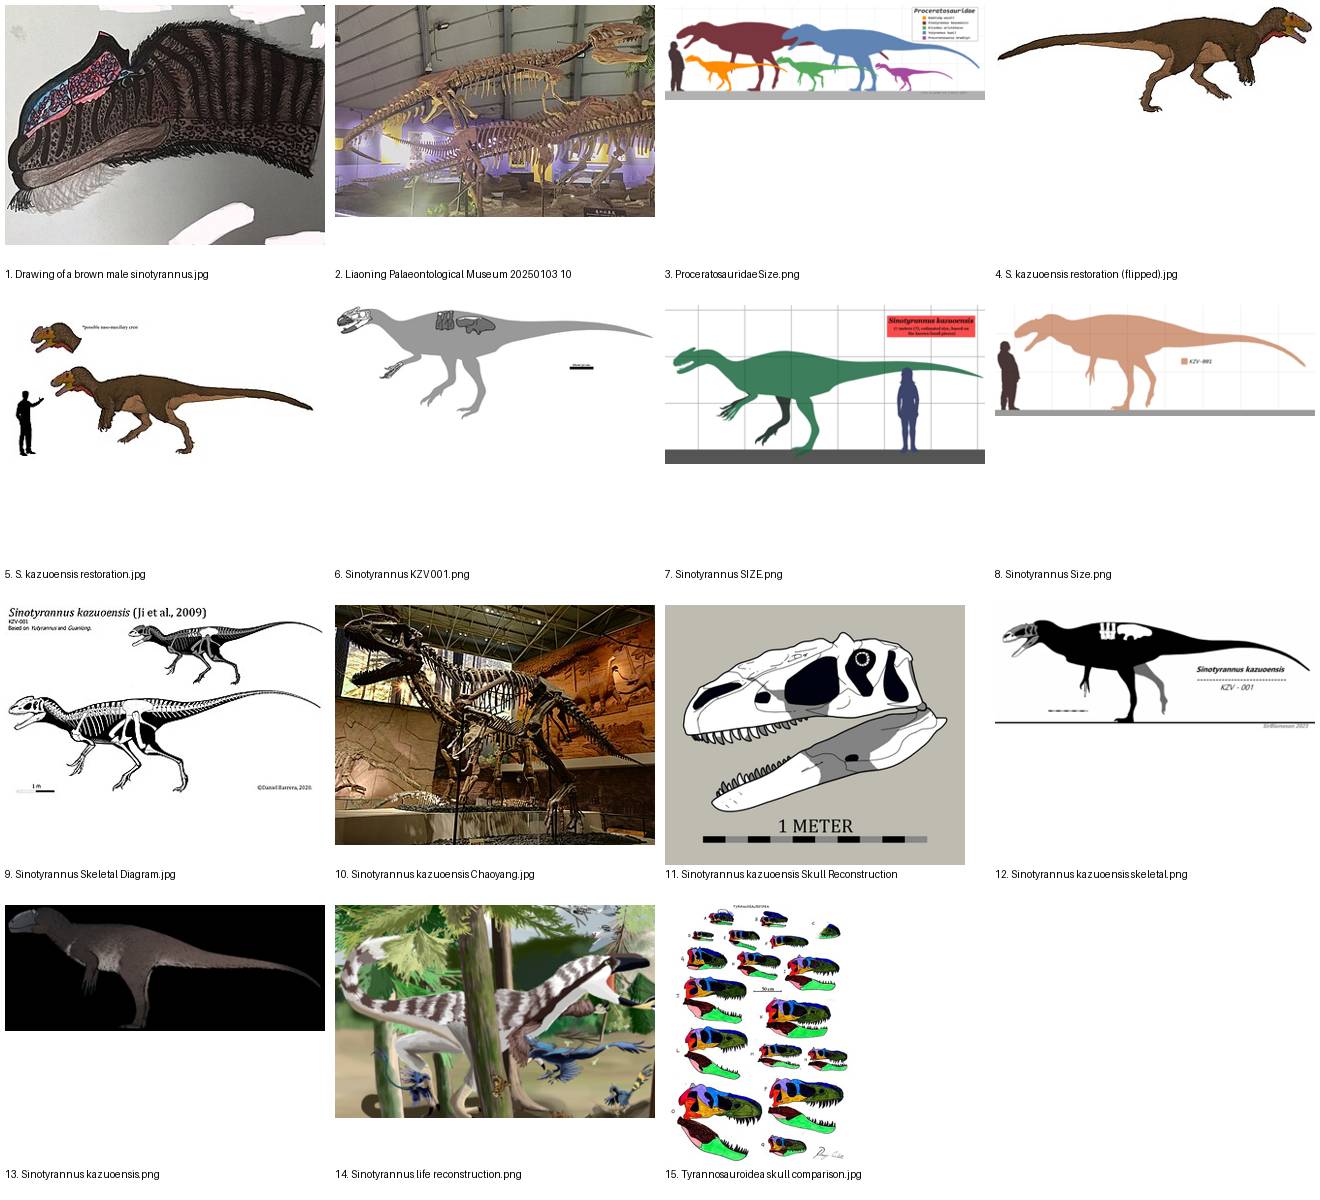 1. Drawing of a brown male sinotyrannus.jpg
2. Liaoning Palaeontological Museum 20250103 10
Proceratosauridae
3. ProceratosauridaeSize.png
4. S. kazuoensis restoration (flipped).jpg
*possible naso-maxillary crest
5. S. kazuoensis restoration.jpg
6. Sinotyrannus KZV001.png
Sinotyrannus kazuoensis
7. Sinotyrannus SIZE.png
KZV-001
8. Sinotyrannus Size.png
Sinotyrannus kazuoensis (Ji et al., 2009)
KZV-001
Based on Yutyrannus and Guanlong.
1 m
©Daniel Barrera, 2020.
9. Sinotyrannus Skeletal Diagram.jpg
10. Sinotyrannus kazuoensis Chaoyang.jpg
1 METER
11. Sinotyrannus kazuoensis Skull Reconstruction
Sinotyrannus kazuoensis
KZV - 001
12. Sinotyrannus kazuoensis skeletal.png
13. Sinotyrannus kazuoensis.png
14. Sinotyrannus life reconstruction.png
TYRANNOSAUROIDEA
50 cm
15. Tyrannosauroidea skull comparison.jpg